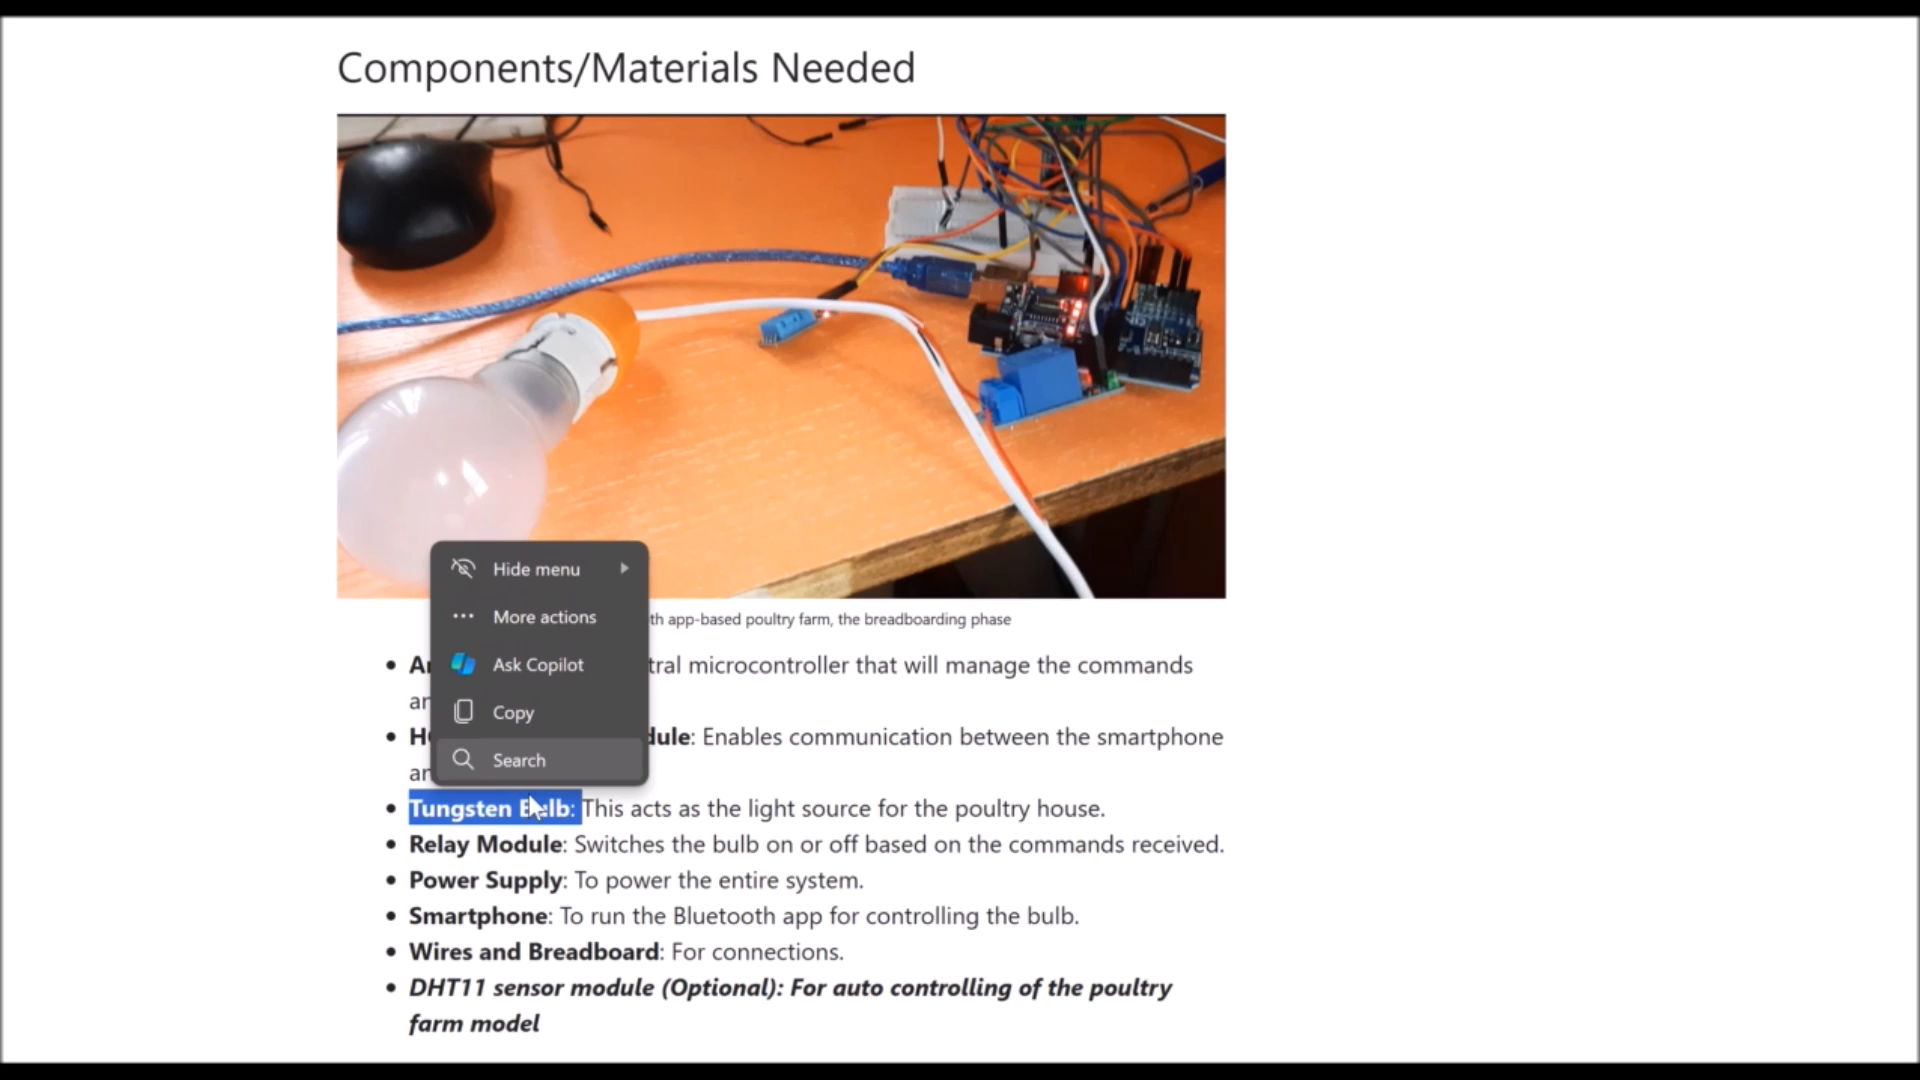 Components/Materials Needed
Hide menu
More actions
th app-based poultry farm, the breadboarding phase
Ask Copilot
tral microcontroller that will manage the commands
Copy
dule: Enables communication between the smartphone
Search
Tungsten Bulb: This acts as the light source for the poultry house.
Relay Module: Switches the bulb on or off based on the commands received.
Power Supply: To power the entire system.
Smartphone: To run the Bluetooth app for controlling the bulb.
Wires and Breadboard: For connections.
DHT11 sensor module (Optional): For auto controlling of the poultry
farm model